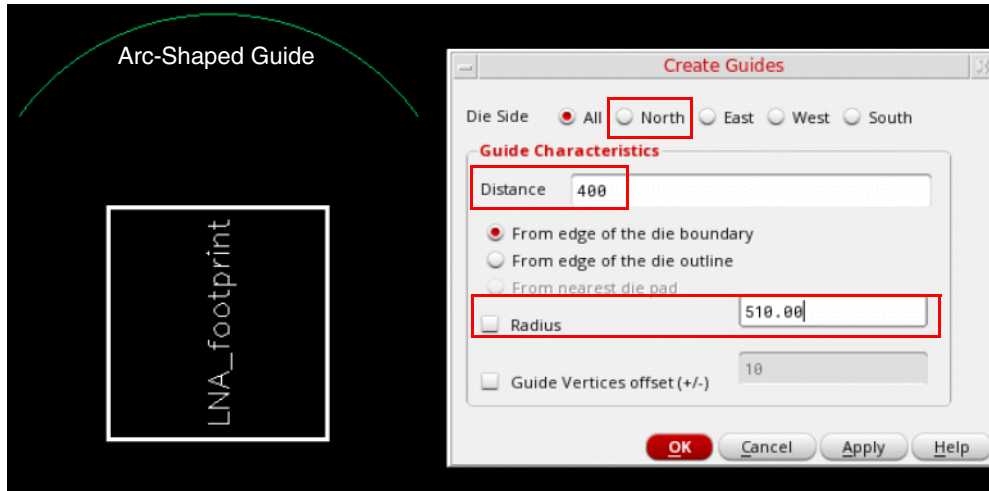 Arc-Shaped Guide
LNA_footprint
Create Guides
Die Side All North East West South
Guide Characteristics
Distance 400
From edge of the die boundary
From edge of the die outline
From nearest die pad
Radius 510.00
Guide Vertices offset (+/-) 10
OK Cancel Apply Help